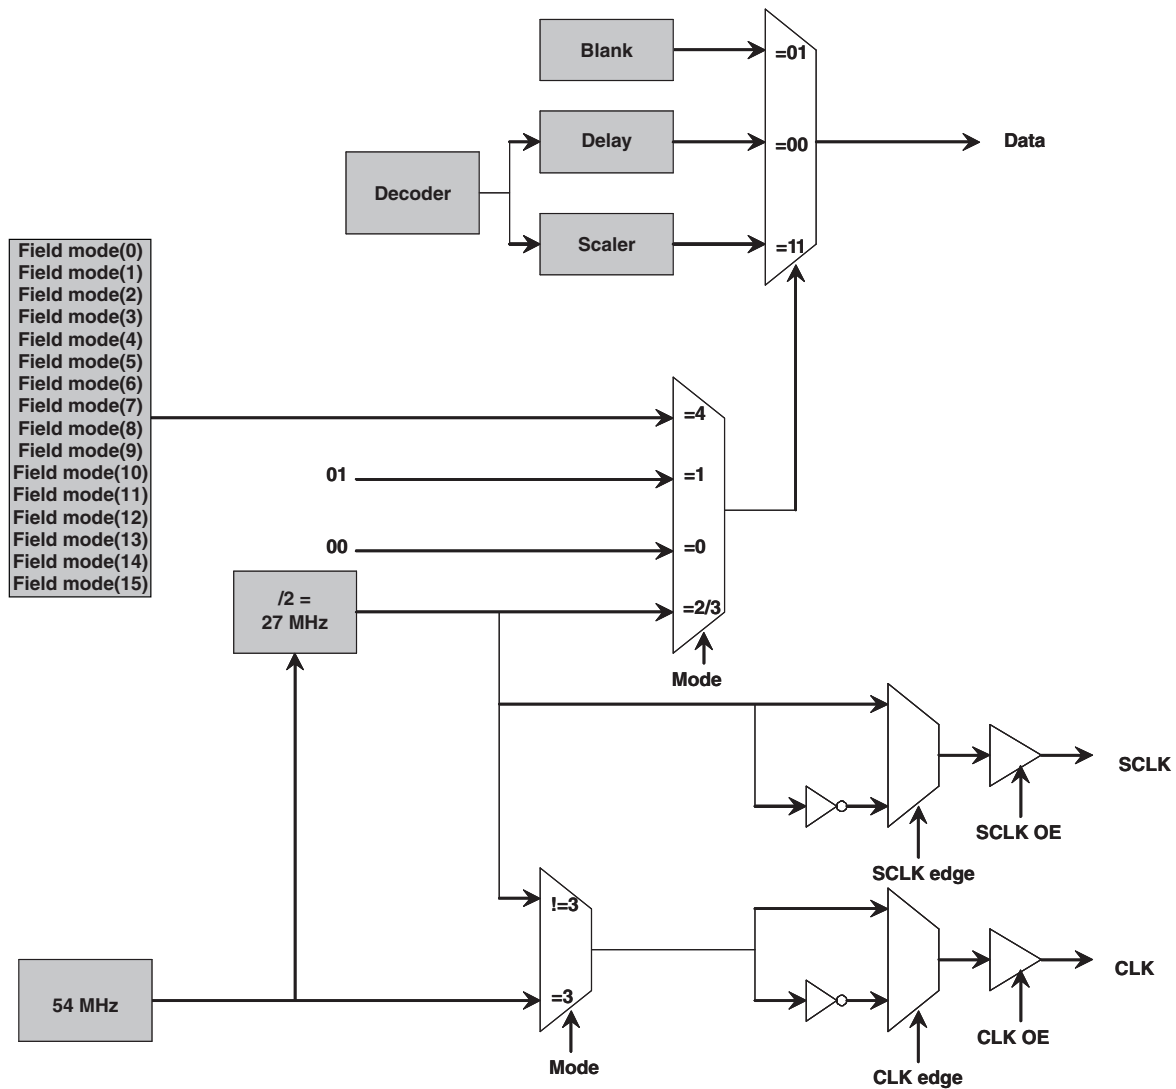 Blank
=01
Delay
=00
Data
Decoder
Scaler
=11
Field mode(0)
Field mode(1)
Field mode(2)
Field mode(3)
Field mode(4)
Field mode(5)
Field mode(6)
Field mode(7)
Field mode(8)
Field mode(9)
Field mode(10)
Field mode(11)
Field mode(12)
Field mode(13)
Field mode(14)
Field mode(15)
=4
01
=1
00
=0
/2 =
27 MHz
=2/3
Mode
SCLK
SCLK OE
SCLK edge
!=3
54 MHz
=3
Mode
CLK
CLK OE
CLK edge